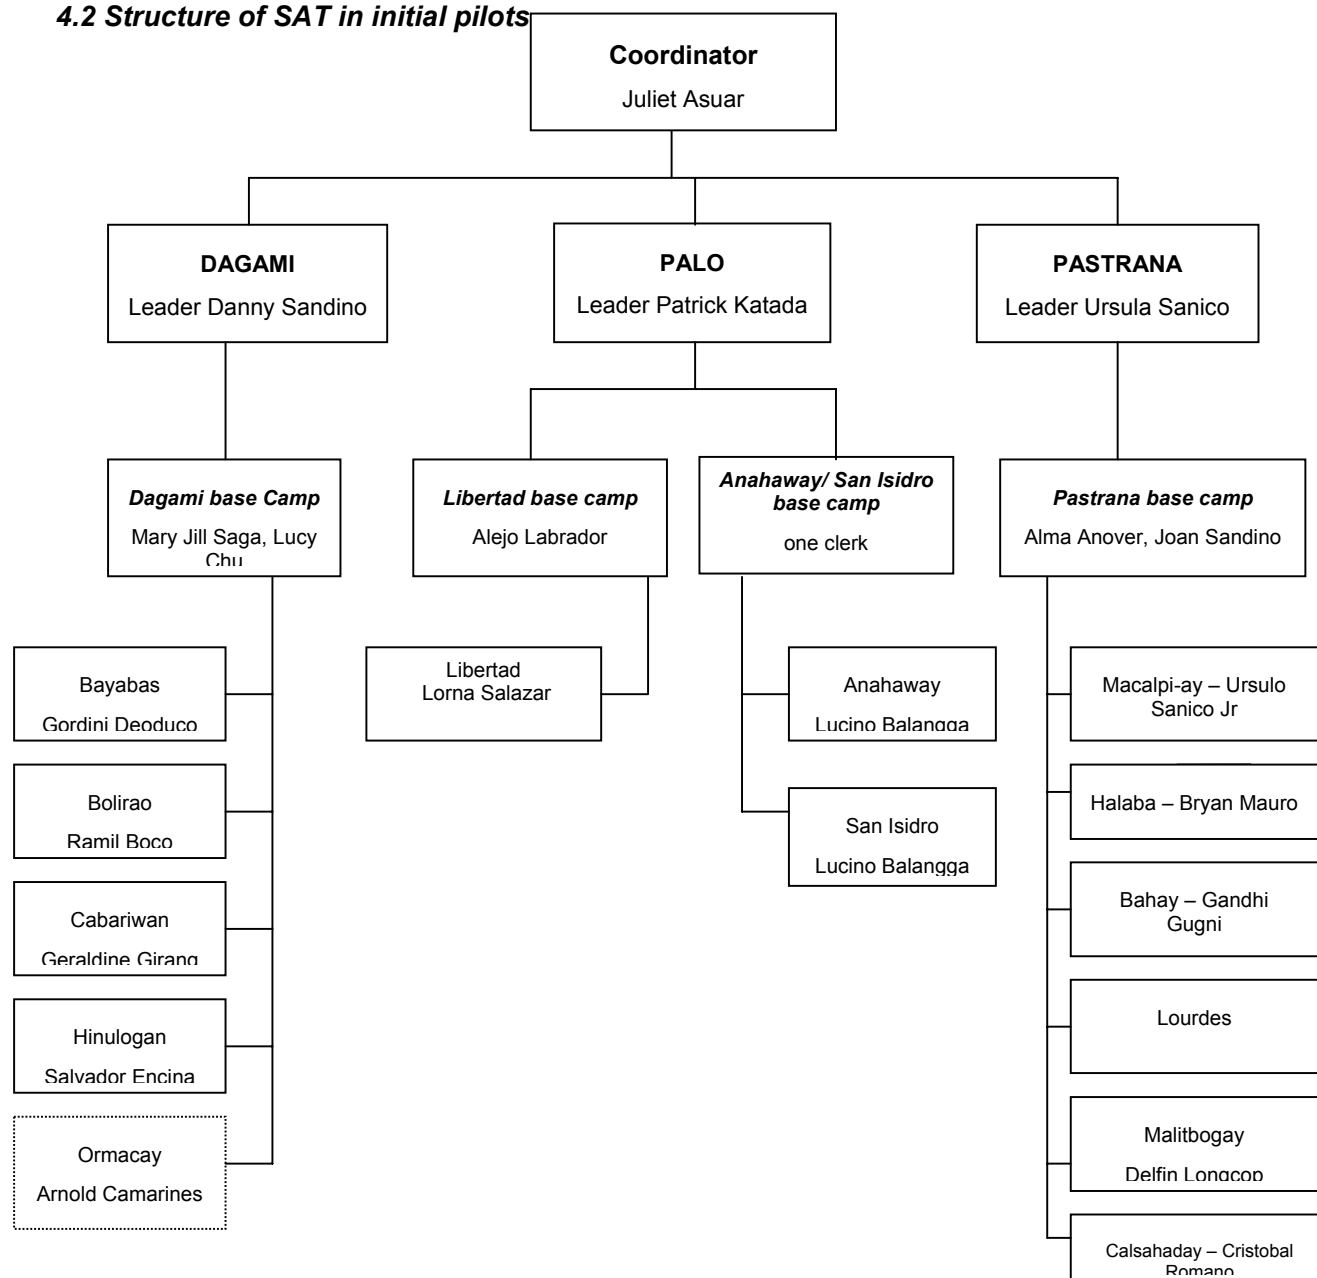 4.2 Structure of SAT in initial pilots
Coordinator
Juliet Asuar
DAGAMI
Leader Danny Sandino
PALO
Leader Patrick Katada
PASTRANA
Leader Ursula Sanico
Dagami base Camp
Mary Jill Saga, Lucy
Chu
Libertad base camp
Alejo Labrador
Anahaway/ San Isidro
base camp
one clerk
Pastrana base camp
Alma Anover, Joan Sandino
Bayabas
Gordini Deoduco
Bolirao
Ramil Boco
Cabariwan
Geraldine Girang
Hinulogan
Salvador Encina
Ormacay
Arnold Camarines
Libertad
Lorna Salazar
Anahaway
Lucino Balangga
San Isidro
Lucino Balangga
Macalpi-ay – Ursulo
Sanico Jr
Halaba – Bryan Mauro
Bahay – Gandhi
Gugni
Lourdes
Malitbogay
Delfin Longcop
Calsahaday – Cristobal
Romano